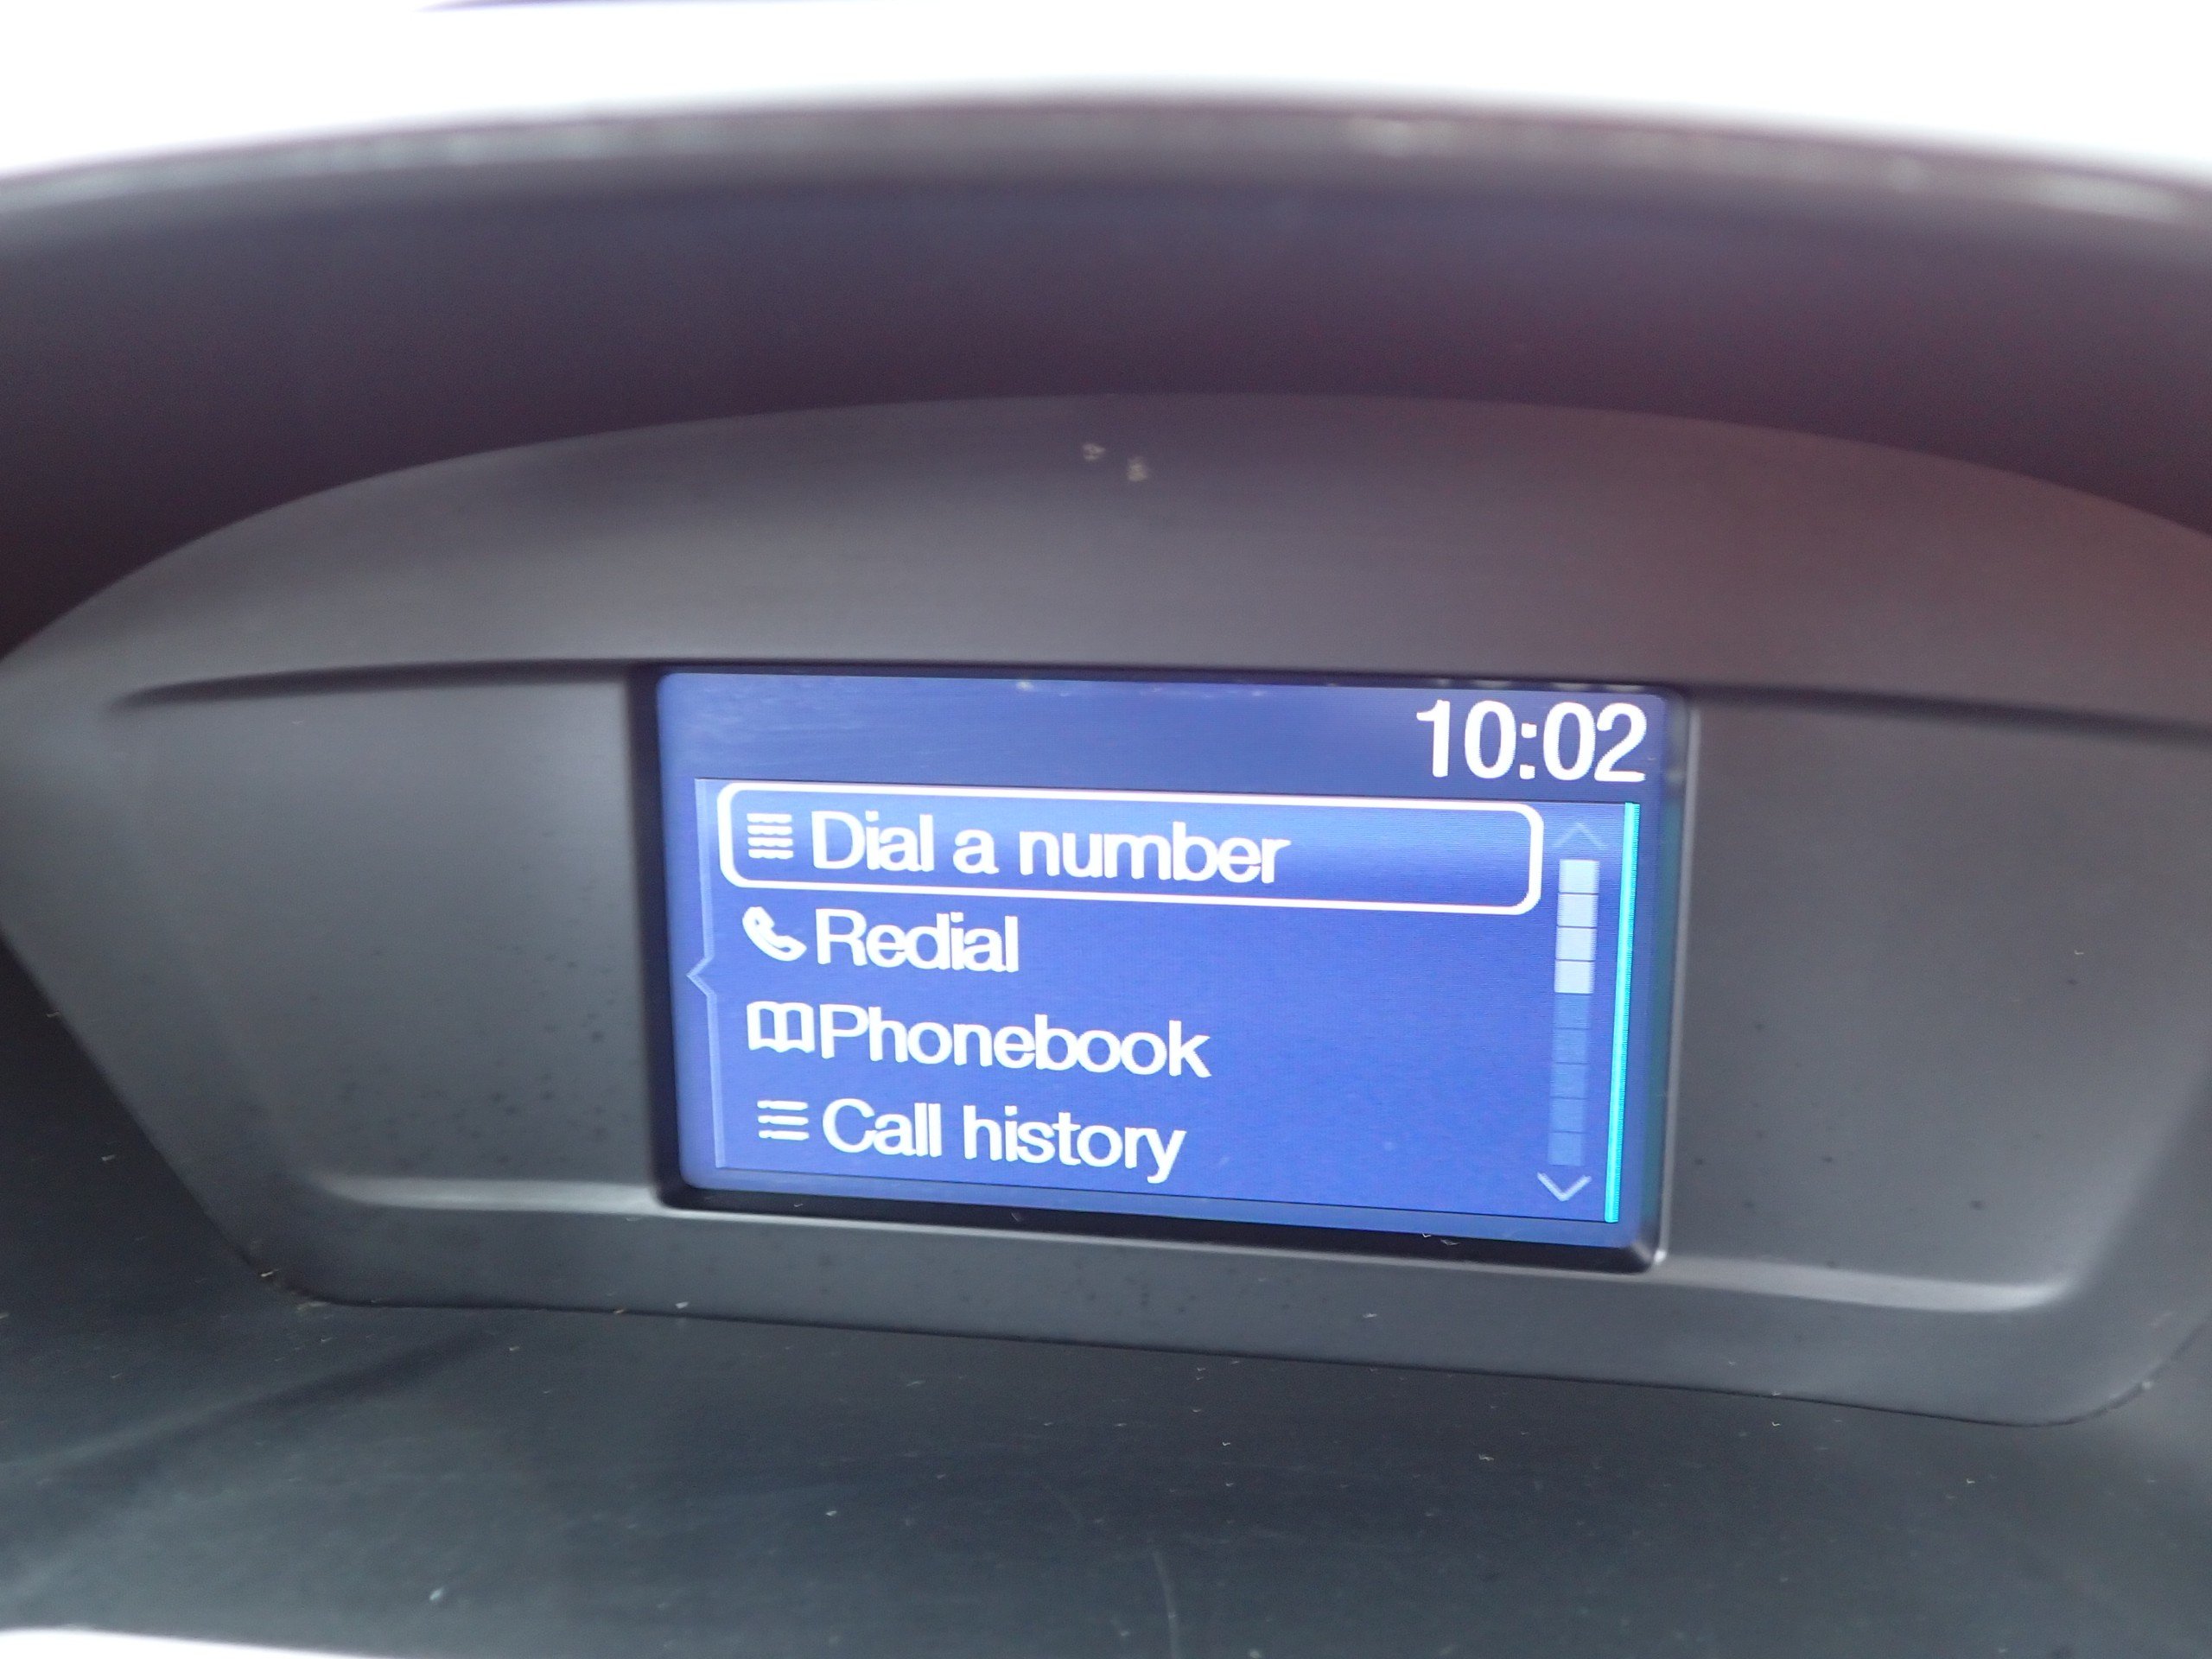 10:02
Dial a number
Redial
Phonebook
Call history